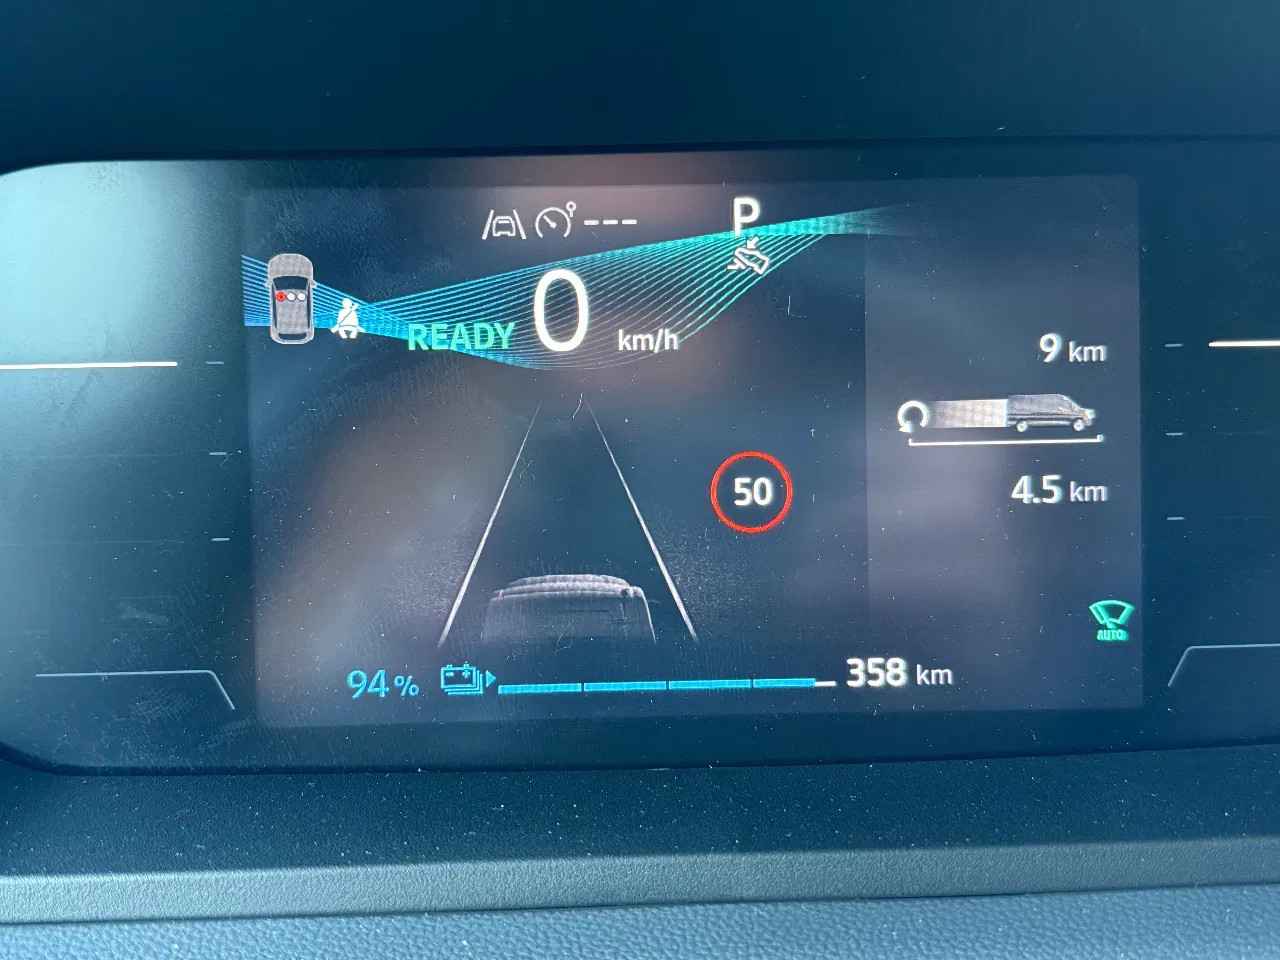 ---
P
READY 0 km/h
9 km
50
4.5 km
AUTO
94 % 358 km